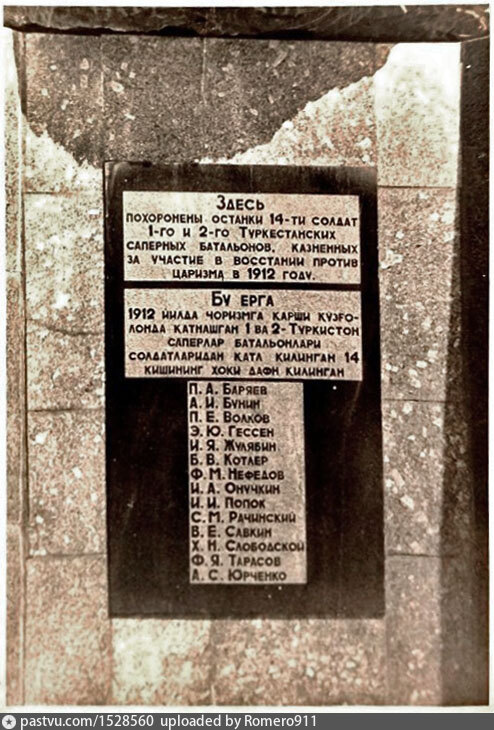 Здесь
похоронены останки 14-ти солдат
1-го и 2-го Туркестанских
саперных батальонов, казненных
за участие в восстании против
царизма в 1912 году.
Бу ерга
1912 йилда чоризмга карши кузго-
лонда катнашган 1 ва 2-Туркистон
саперлар батальонлари
солдатларидан катл килинган 14
кишининг хоки дафн килинган
П. А. Баряев
А. И. Бунин
П. Е. Волков
Э. Ю. Гессен
И. Я. Жулябин
Б. В. Котлер
Ф. М. Нефедов
И. А. Онучкин
И. И. Попок
С. М. Рачинский
В. Е. Савкин
Х. Н. Слободской
Ф. Я. Тарасов
А. С. Юрченко
pastvu.com/1528560 uploaded by Romero911